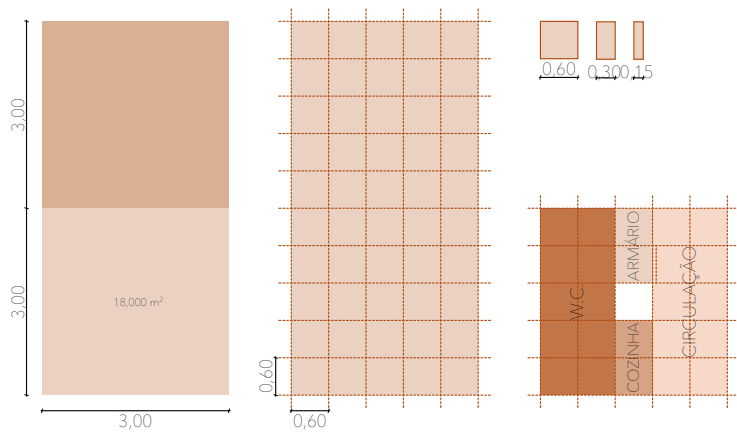 3,00
3,00
18,000 m²
3,00
0,60
0,60
0,60
0,30
0,15
W.C.
ARMÁRIO
COZINHA
CIRCULAÇÃO